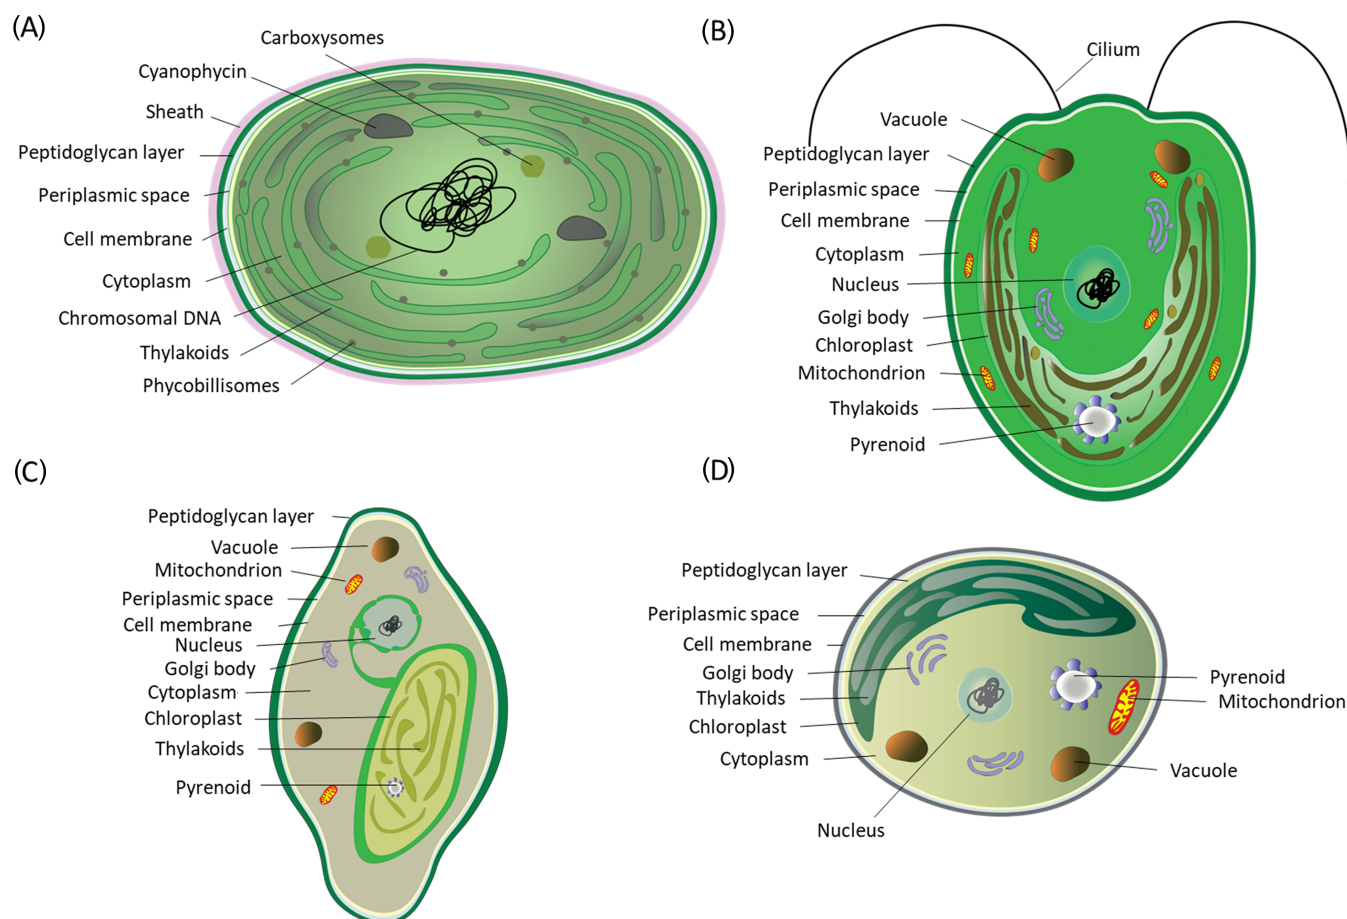 (A)
Carboxysomes
Cyanophycin
Sheath
Peptidoglycan layer
Periplasmic space
Cell membrane
Cytoplasm
Chromosomal DNA
Thylakoids
Phycobillisomes
(B)
Cilium
Vacuole
Peptidoglycan layer
Periplasmic space
Cell membrane
Cytoplasm
Nucleus
Golgi body
Chloroplast
Mitochondrion
Thylakoids
Pyrenoid
(C)
Peptidoglycan layer
Vacuole
Mitochondrion
Periplasmic space
Cell membrane
Nucleus
Golgi body
Cytoplasm
Chloroplast
Thylakoids
Pyrenoid
(D)
Peptidoglycan layer
Periplasmic space
Cell membrane
Golgi body
Thylakoids
Chloroplast
Cytoplasm
Nucleus
Pyrenoid
Mitochondrion
Vacuole